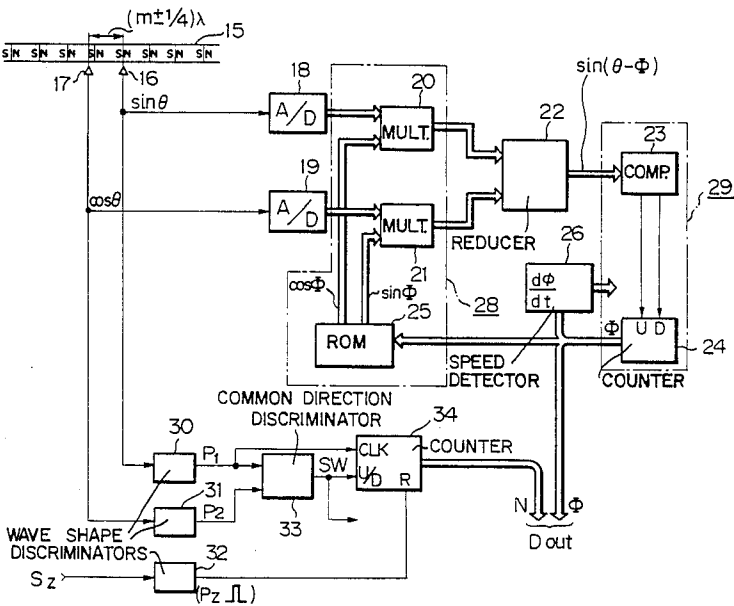 (m±1/4)λ
15
S N S N S N S N S N S N S N
17
16
sinθ
18
A/D
20
MULT.
sin(θ-Φ)
22
23
COMP.
29
cosθ
19
A/D
MULT.
21
REDUCER
26
dΦ
dt
cosΦ
sinΦ
28
25
ROM
SPEED
DETECTOR
Φ
U D
24
COUNTER
COMMON DIRECTION
DISCRIMINATOR
34
30
P1
CLK
COUNTER
SW
U/D
R
31
P2
33
N
Φ
WAVE SHAPE
DISCRIMINATORS
32
D out
Sz
(Pz)